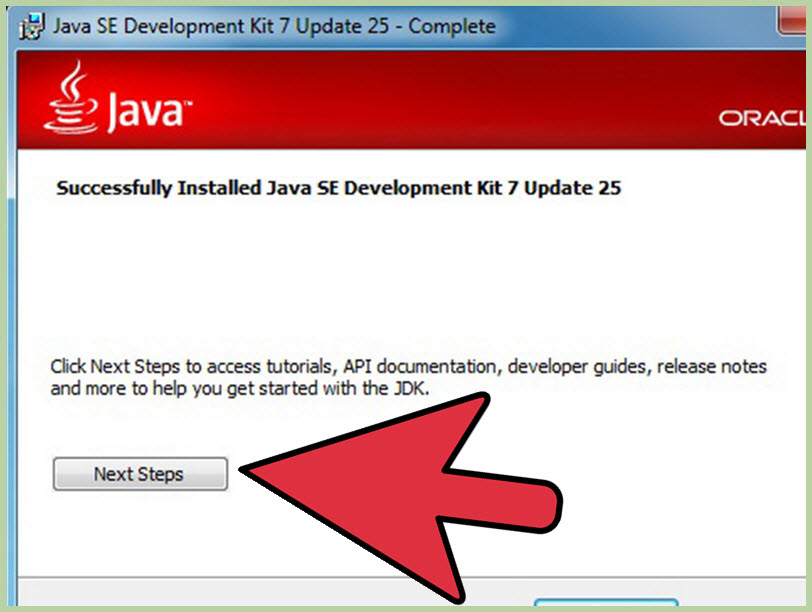 Java SE Development Kit 7 Update 25 - Complete
Java™
ORACL
Successfully Installed Java SE Development Kit 7 Update 25
Click Next Steps to access tutorials, API documentation, developer guides, release notes
and more to help you get started with the JDK.
Next Steps